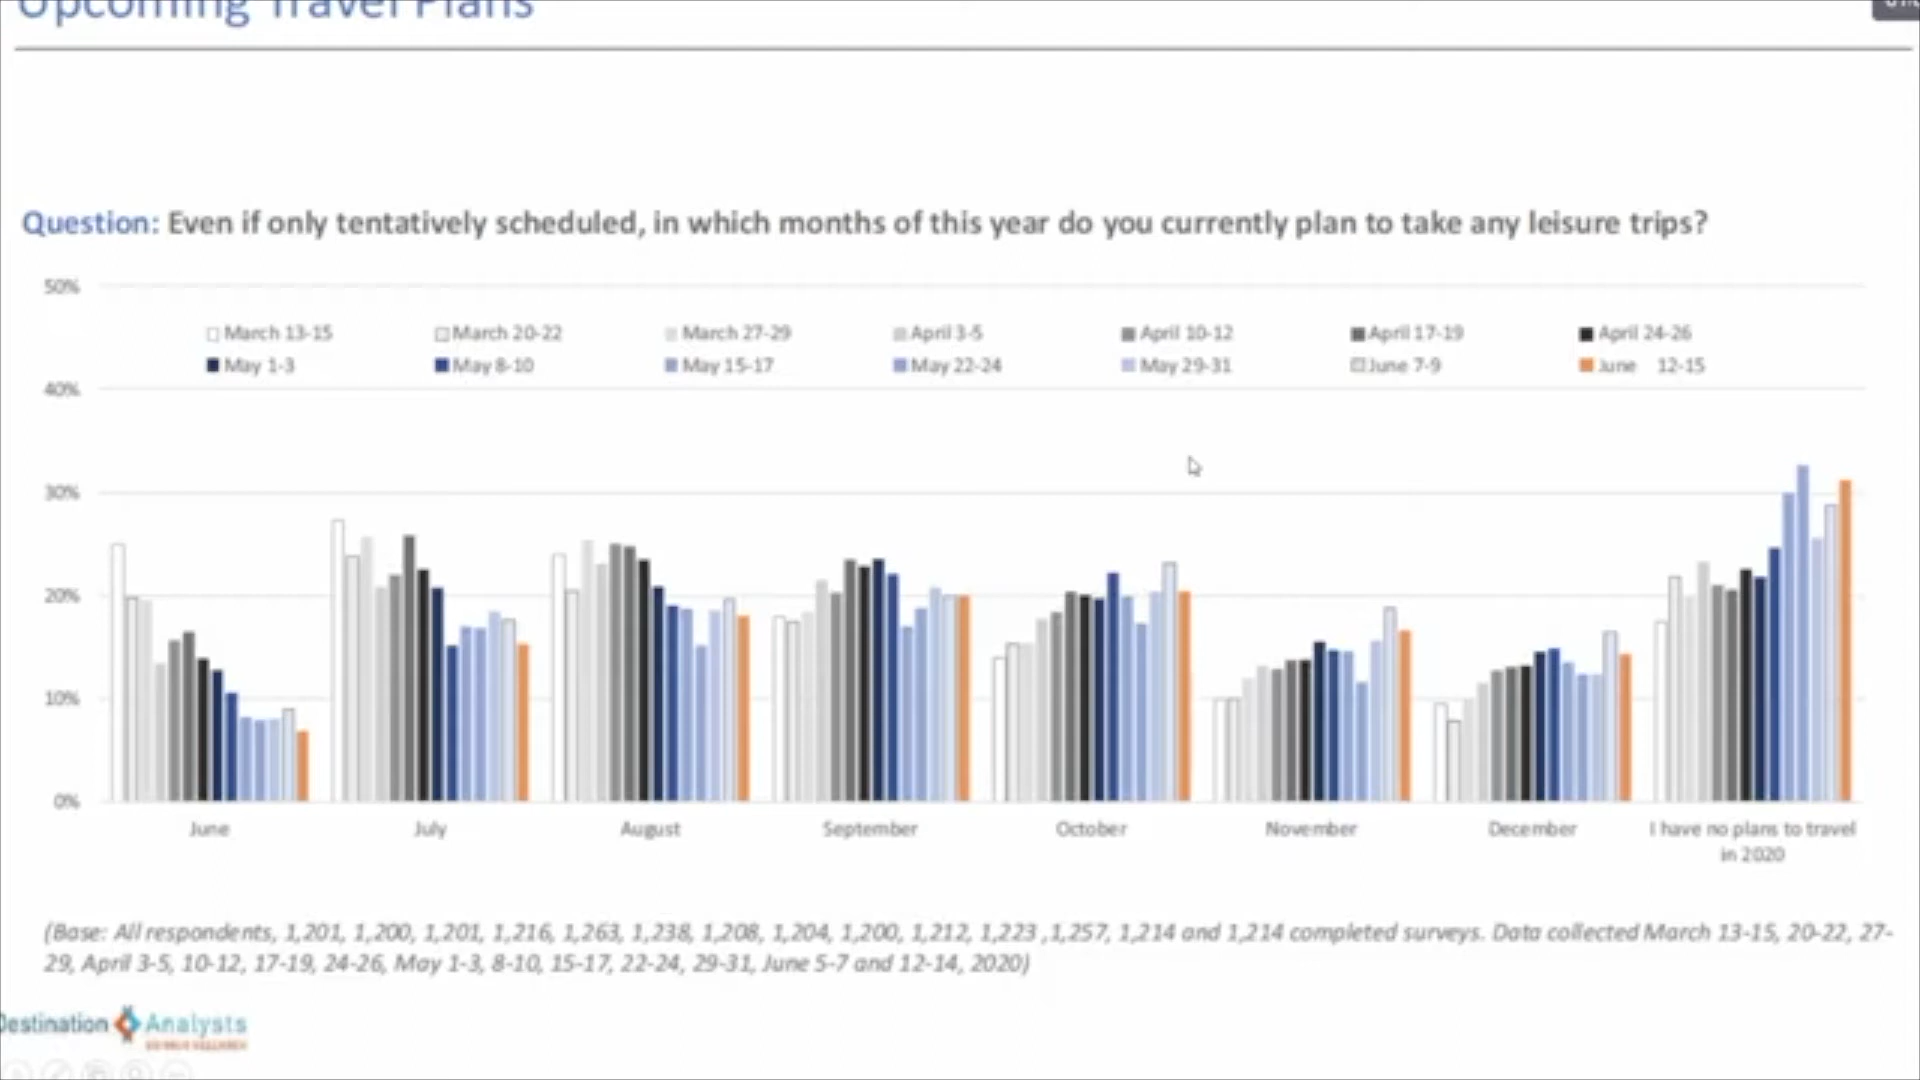 Upcoming Travel Plans
Question: Even if only tentatively scheduled, in which months of this year do you currently plan to take any leisure trips?
50%
March 13-15 March 20-22 March 27-29 April 3-5 April 10-12 April 17-19 April 24-26
May 1-3 May 8-10 May 15-17 May 22-24 May 29-31 June 7-9 June 12-15
40%
30%
20%
10%
0%
June July August September October November December I have no plans to travel
in 2020
(Base: All respondents, 1,201, 1,200, 1,201, 1,216, 1,263, 1,238, 1,208, 1,204, 1,200, 1,212, 1,223 ,1,257, 1,214 and 1,214 completed surveys. Data collected March 13-15, 20-22, 27-
29, April 3-5, 10-12, 17-19, 24-26, May 1-3, 8-10, 15-17, 22-24, 29-31, June 5-7 and 12-14, 2020)
Destination Analysts